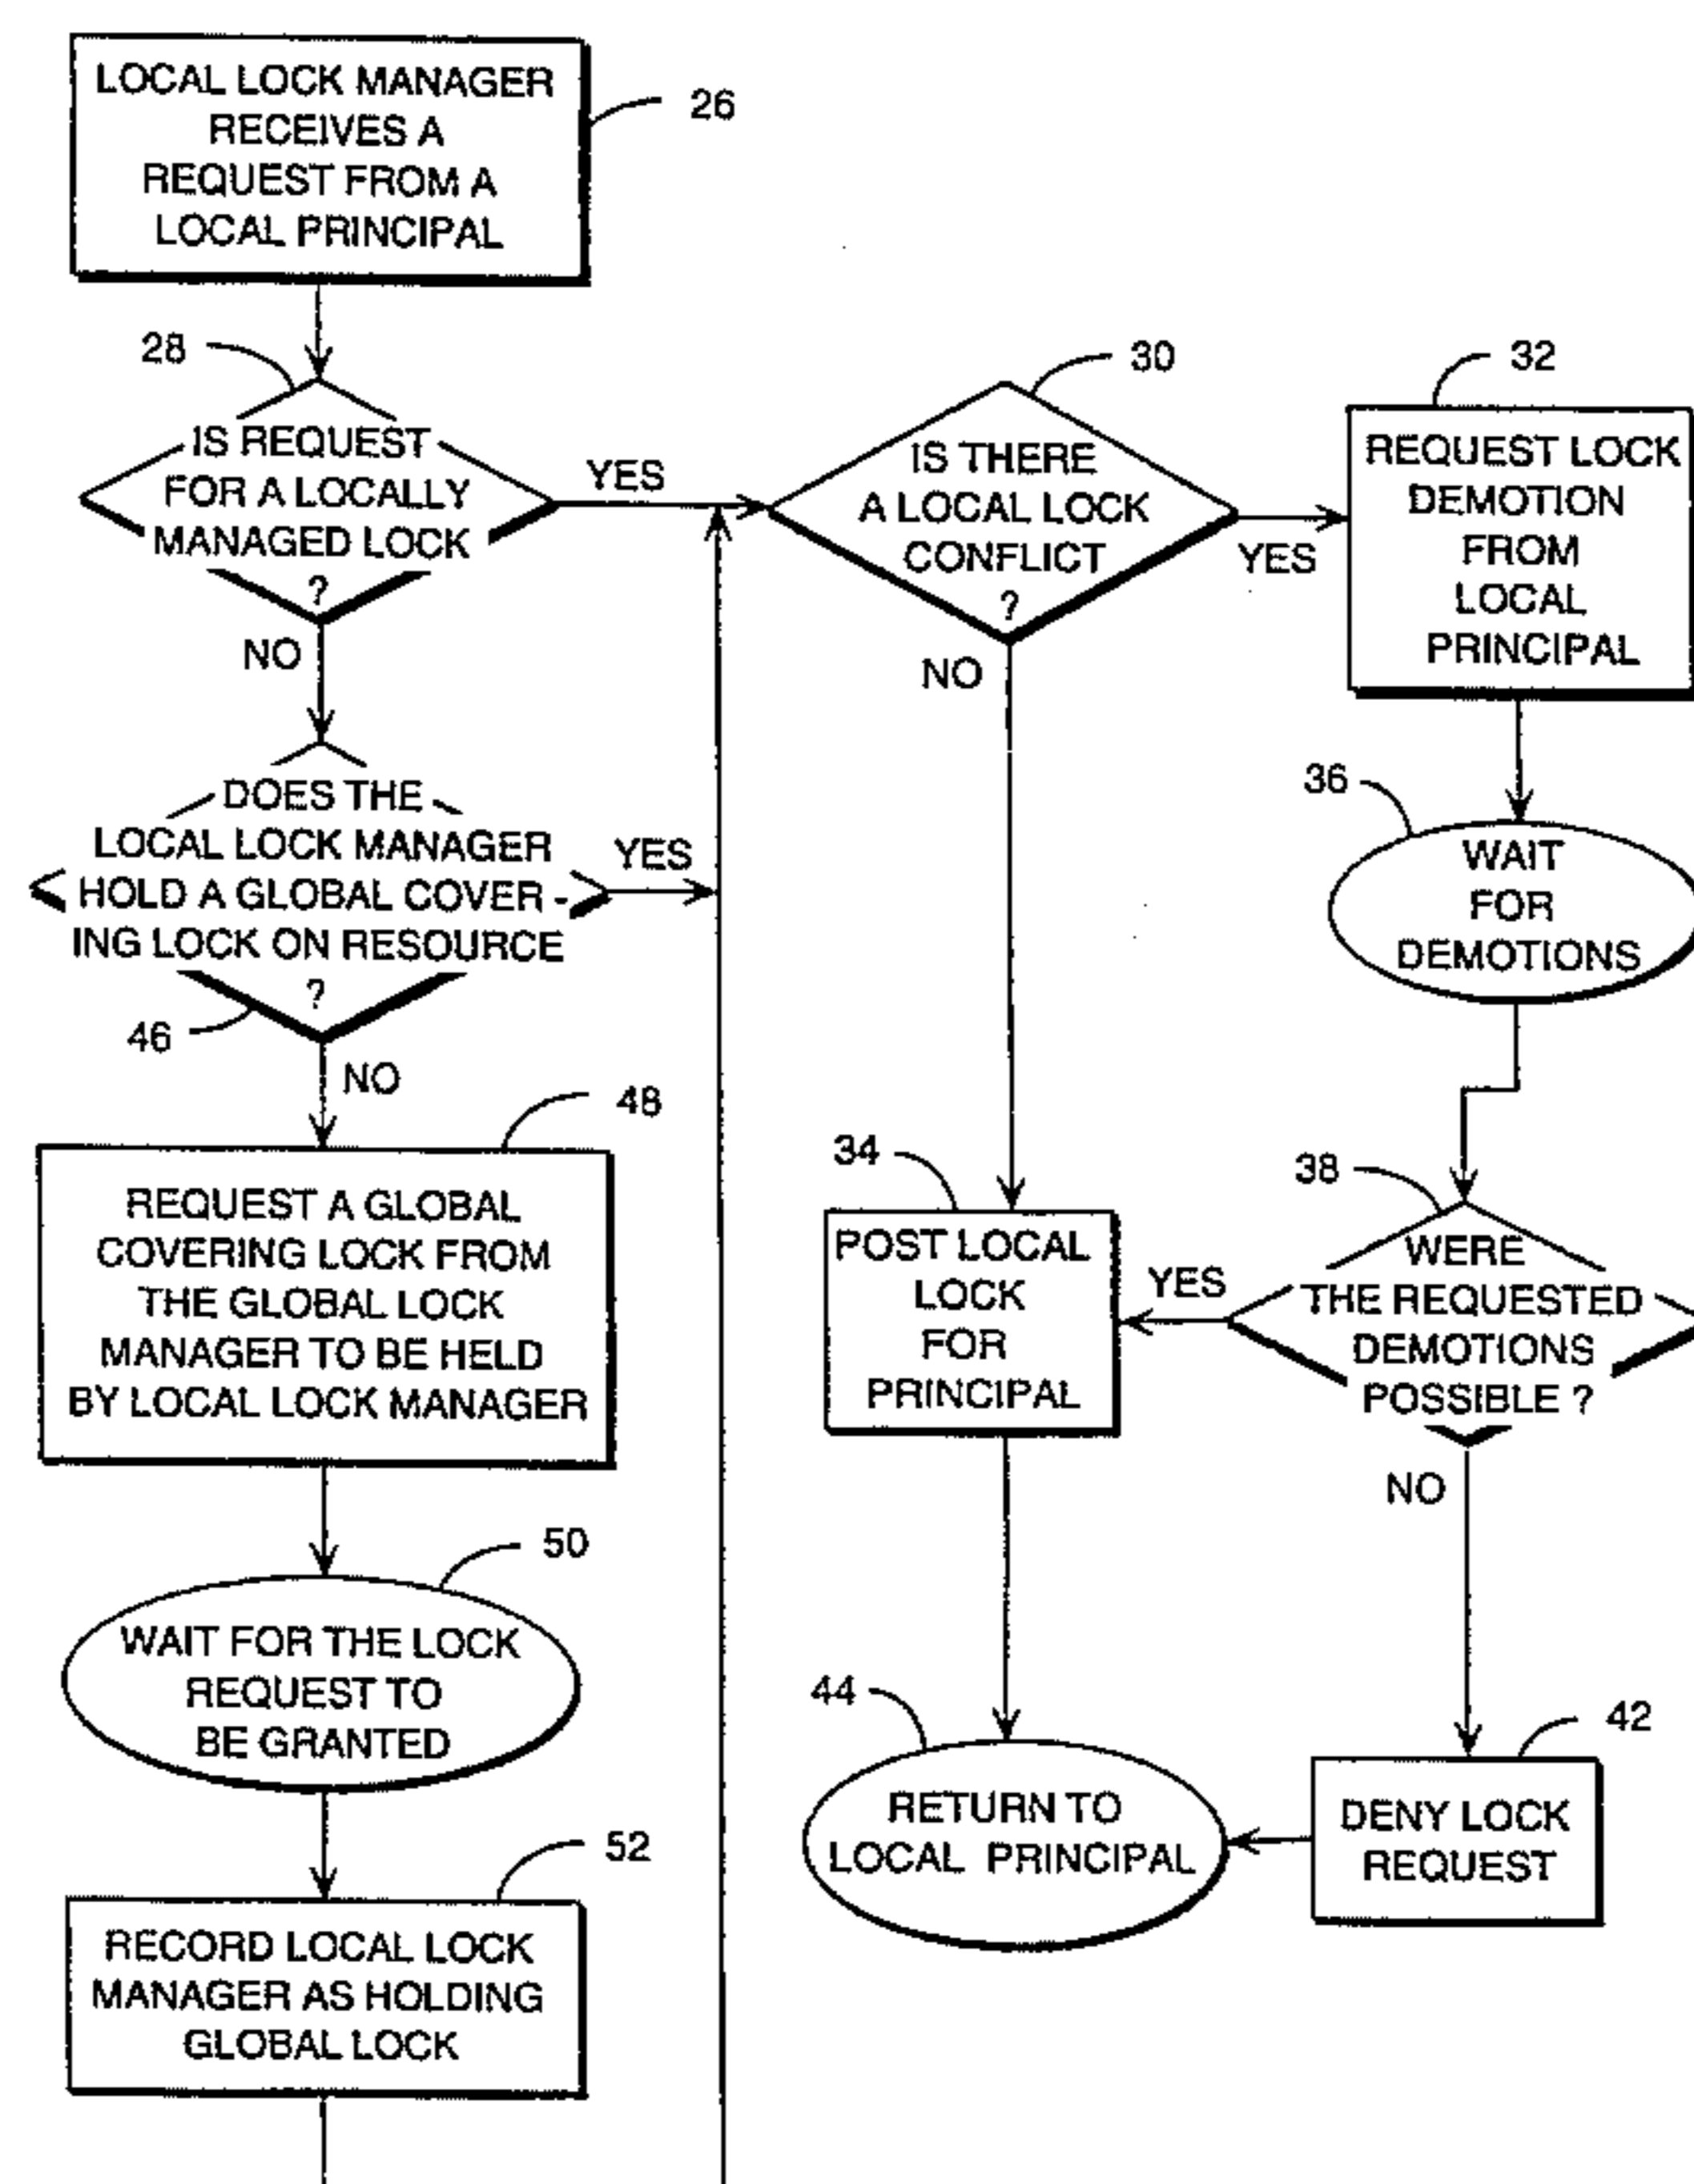 LOCAL LOCK MANAGER
RECEIVES A
REQUEST FROM A
LOCAL PRINCIPAL
26
28
IS REQUEST
FOR A LOCALLY
MANAGED LOCK
?
YES
NO
30
IS THERE
A LOCAL LOCK
CONFLICT
?
YES
NO
32
REQUEST LOCK
DEMOTION
FROM
LOCAL
PRINCIPAL
DOES THE
LOCAL LOCK MANAGER
HOLD A GLOBAL COVER -
ING LOCK ON RESOURCE
?
YES
46
NO
36
WAIT
FOR
DEMOTIONS
48
REQUEST A GLOBAL
COVERING LOCK FROM
THE GLOBAL LOCK
MANAGER TO BE HELD
BY LOCAL LOCK MANAGER
34
POST LOCAL
LOCK
FOR
PRINCIPAL
38
WERE
THE REQUESTED
DEMOTIONS
POSSIBLE ?
YES
NO
50
WAIT FOR THE LOCK
REQUEST TO
BE GRANTED
44
RETURN TO
LOCAL PRINCIPAL
42
DENY LOCK
REQUEST
52
RECORD LOCAL LOCK
MANAGER AS HOLDING
GLOBAL LOCK